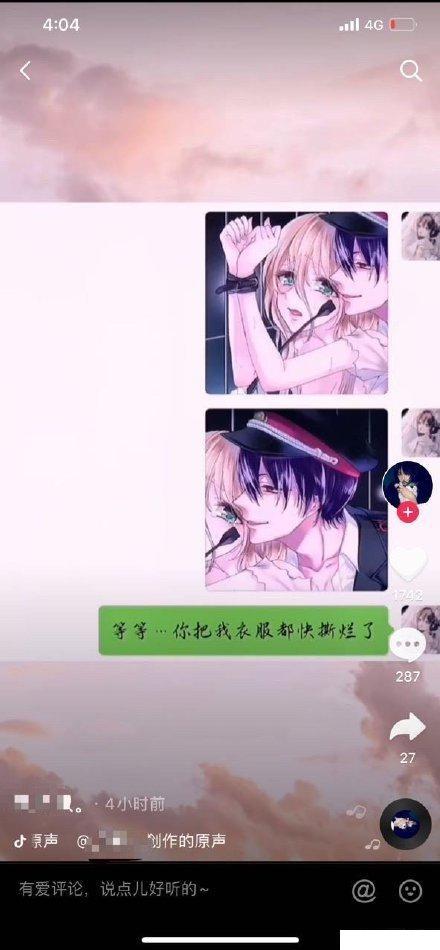 4:04
4G
1742
等等…你把我衣服都快撕烂了
287
27
。· 4小时前
原声 @ 创作的原声
有爱评论，说点儿好听的~
@